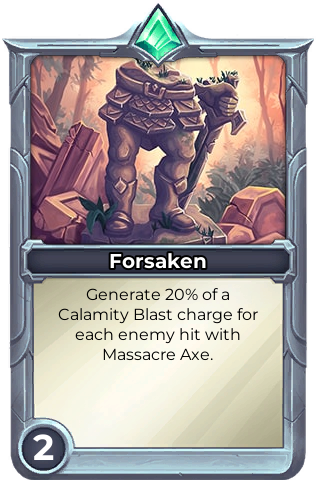 Forsaken
Generate 20% of a
Calamity Blast charge for
each enemy hit with
Massacre Axe.
2